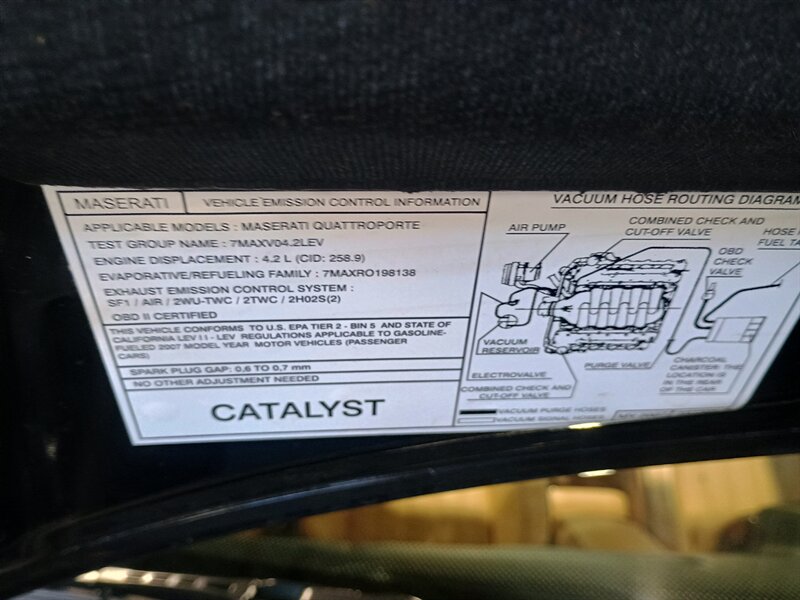 MASERATI
VEHICLE EMISSION CONTROL INFORMATION
APPLICABLE MODELS : MASERATI QUATTROPORTE
TEST GROUP NAME : 7MAXV04.2LEV
ENGINE DISPLACEMENT : 4.2 L (CID: 258.9)
EVAPORATIVE/REFUELING FAMILY : 7MAXRO198138
EXHAUST EMISSION CONTROL SYSTEM :
SF1 / AIR / 2WU-TWC / 2TWC / 2H02S(2)
OBD II CERTIFIED
THIS VEHICLE CONFORMS TO U.S. EPA TIER 2 - BIN 5 AND STATE OF
CALIFORNIA LEV II - LEV REGULATIONS APPLICABLE TO GASOLINE-
FUELED 2007 MODEL YEAR MOTOR VEHICLES (PASSENGER
CARS)
SPARK PLUG GAP: 0,6 TO 0,7 mm
NO OTHER ADJUSTMENT NEEDED
CATALYST
VACUUM HOSE ROUTING DIAGRAM
AIR PUMP
COMBINED CHECK AND
CUT-OFF VALVE
OBD
CHECK
VALVE
HOSE
FUEL
VACUUM
RESERVOIR
PURGE VALVE
CHARCOAL
CANISTER: THE
LOCATION IS
IN THE REAR
OF THE CAR
ELECTROVALVE
COMBINED CHECK AND
CUT-OFF VALVE
VACUUM PURGE HOSES
VACUUM SIGNAL HOSES